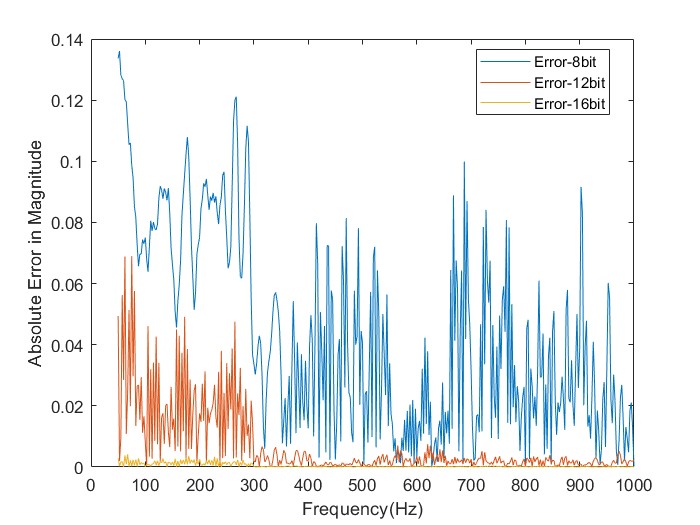 0.14
0.12
0.1
0.08
0.06
0.04
0.02
0
Absolute Error in Magnitude
Error-8bit
Error-12bit
Error-16bit
0 100 200 300 400 500 600 700 800 900 1000
Frequency(Hz)